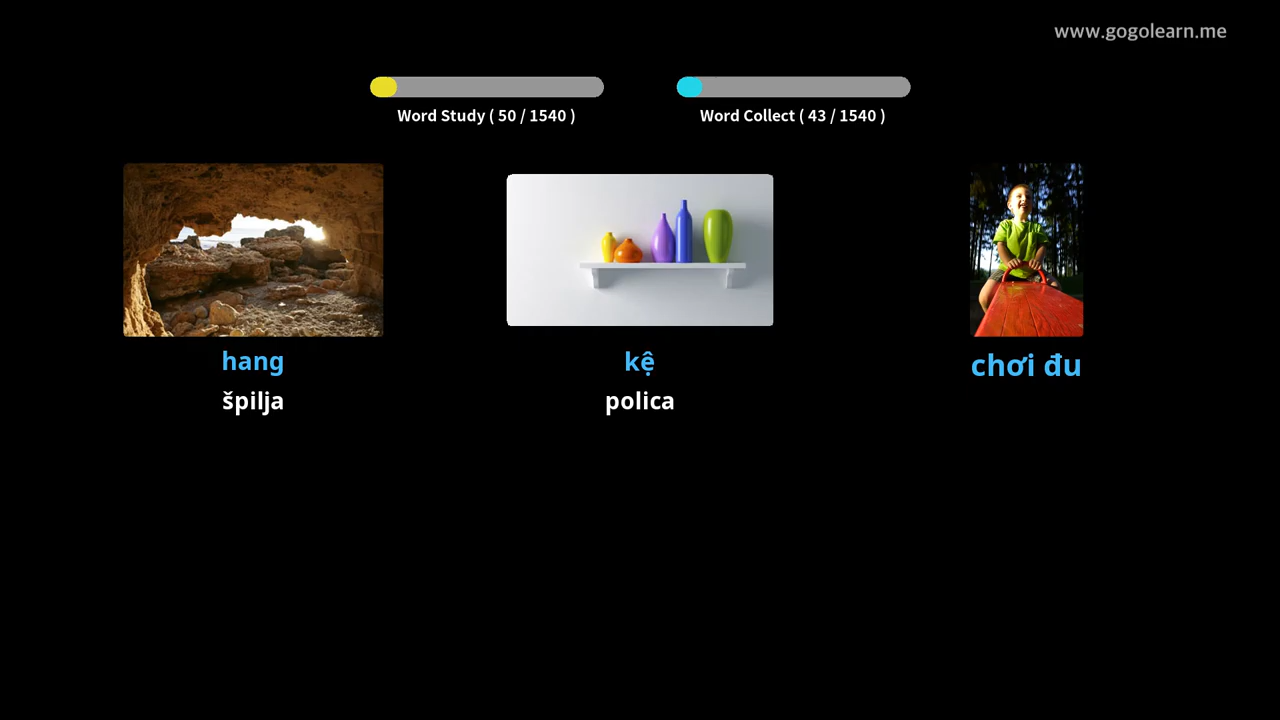 www.gogolearn.me
Word Study ( 50 / 1540 )
Word Collect ( 43 / 1540 )
hang
kệ
chơi đu
špilja
polica